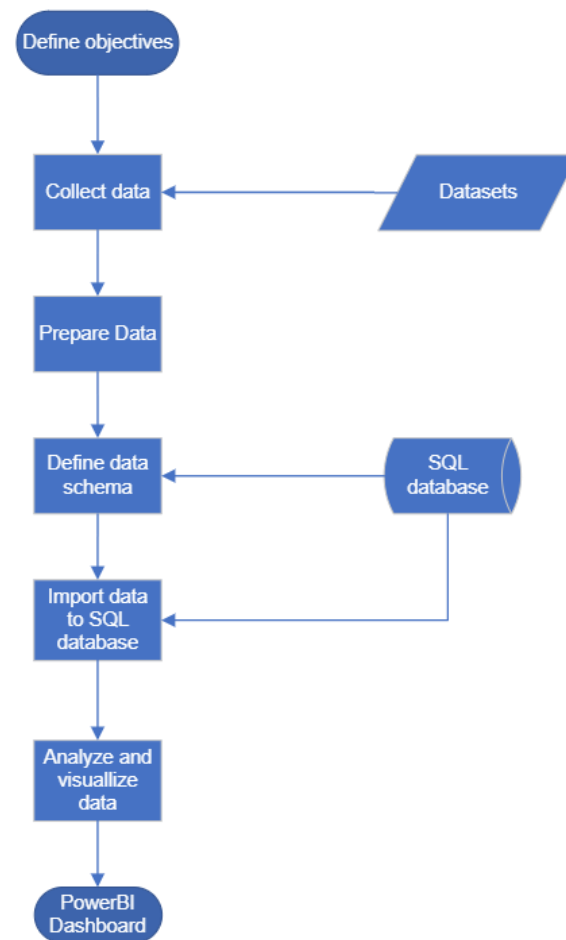 Define objectives
Collect data
Datasets
Prepare Data
Define data
schema
SQL
database
Import data
to SQL
database
Analyze and
visuallize
data
PowerBI
Dashboard